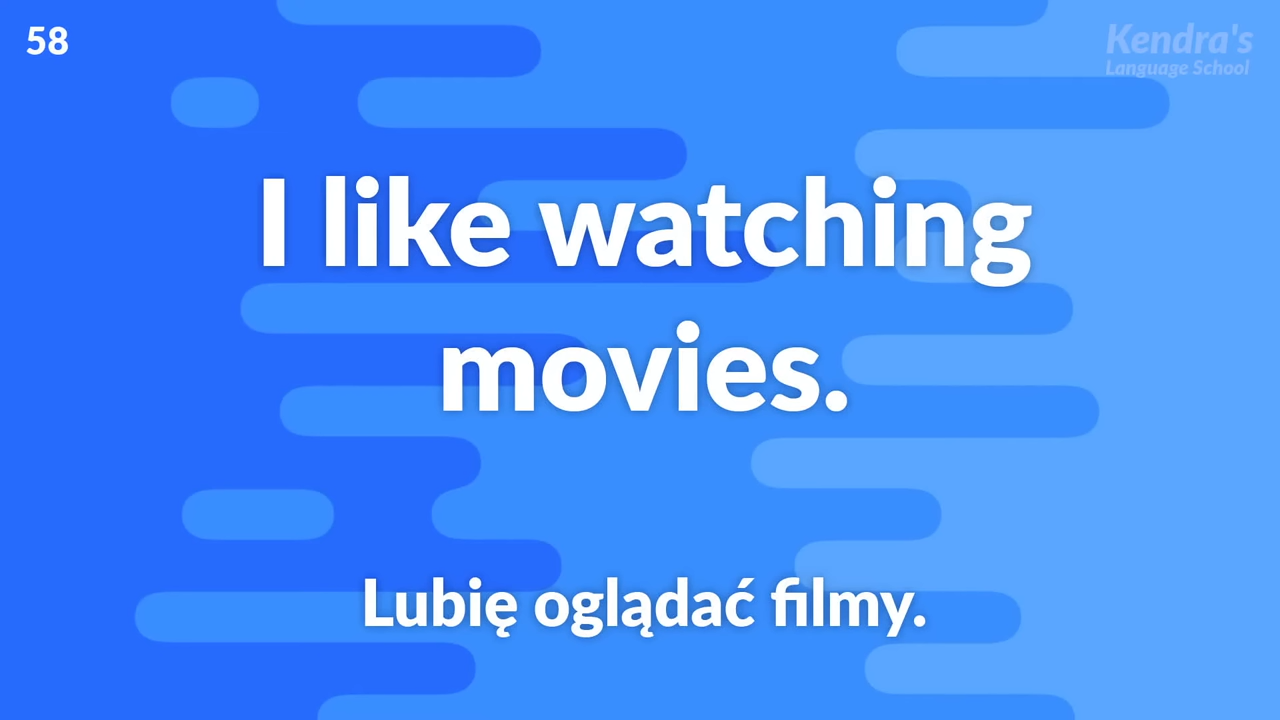 58
Kendra's
Language School
I like watching
movies.
Lubię oglądać filmy.